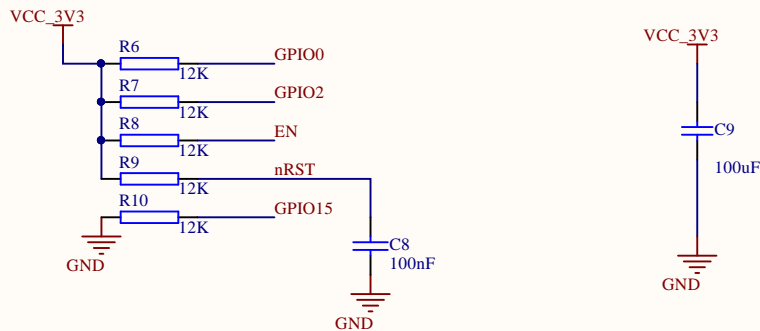 VCC_3V3
R6
12K
GPIO0
R7
12K
GPIO2
R8
12K
EN
R9
12K
nRST
R10
12K
GPIO15
GND
C8
100nF
GND
VCC_3V3
C9
100uF
GND